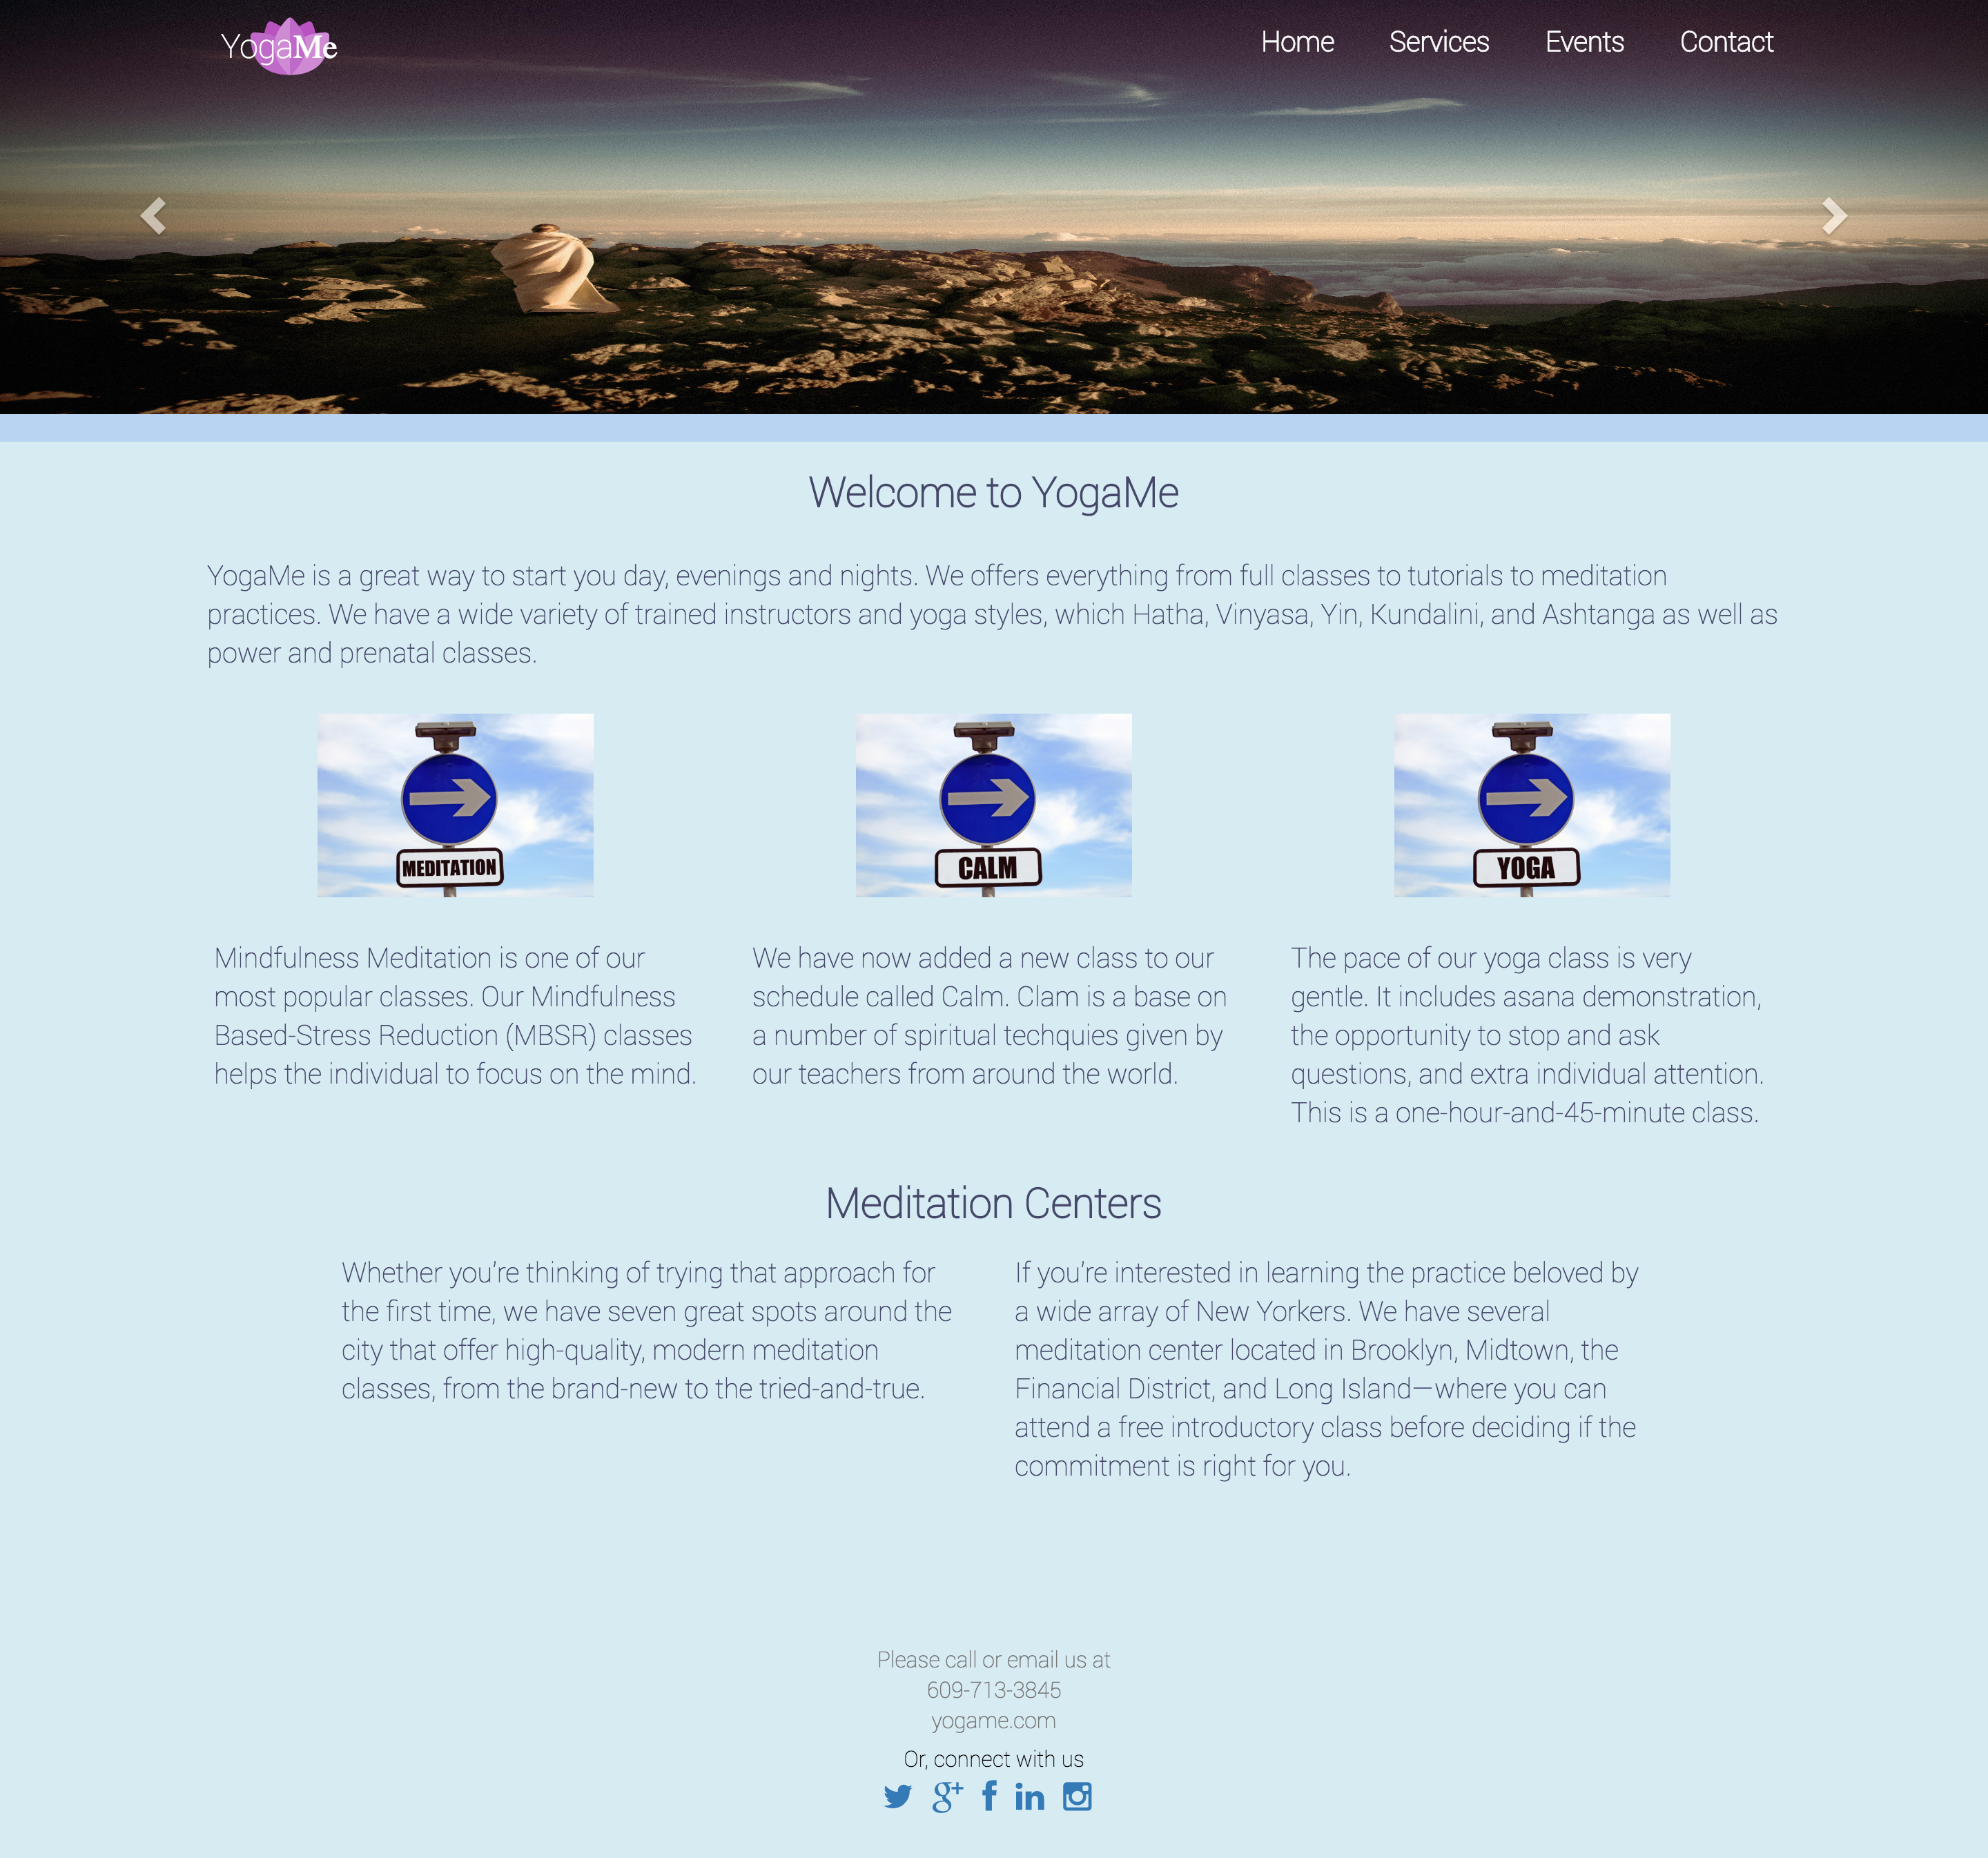 YogaMe
Home Services Events Contact
Welcome to YogaMe
YogaMe is a great way to start you day, evenings and nights. We offers everything from full classes to tutorials to meditation
practices. We have a wide variety of trained instructors and yoga styles, which Hatha, Vinyasa, Yin, Kundalini, and Ashtanga as well as
power and prenatal classes.
MEDITATION
CALM
YOGA
Mindfulness Meditation is one of our
most popular classes. Our Mindfulness
Based-Stress Reduction (MBSR) classes
helps the individual to focus on the mind.
We have now added a new class to our
schedule called Calm. Clam is a base on
a number of spiritual techquies given by
our teachers from around the world.
The pace of our yoga class is very
gentle. It includes asana demonstration,
the opportunity to stop and ask
questions, and extra individual attention.
This is a one-hour-and-45-minute class.
Meditation Centers
Whether you’re thinking of trying that approach for
the first time, we have seven great spots around the
city that offer high-quality, modern meditation
classes, from the brand-new to the tried-and-true.
If you’re interested in learning the practice beloved by
a wide array of New Yorkers. We have several
meditation center located in Brooklyn, Midtown, the
Financial District, and Long Island—where you can
attend a free introductory class before deciding if the
commitment is right for you.
Please call or email us at
609-713-3845
yogame.com
Or, connect with us